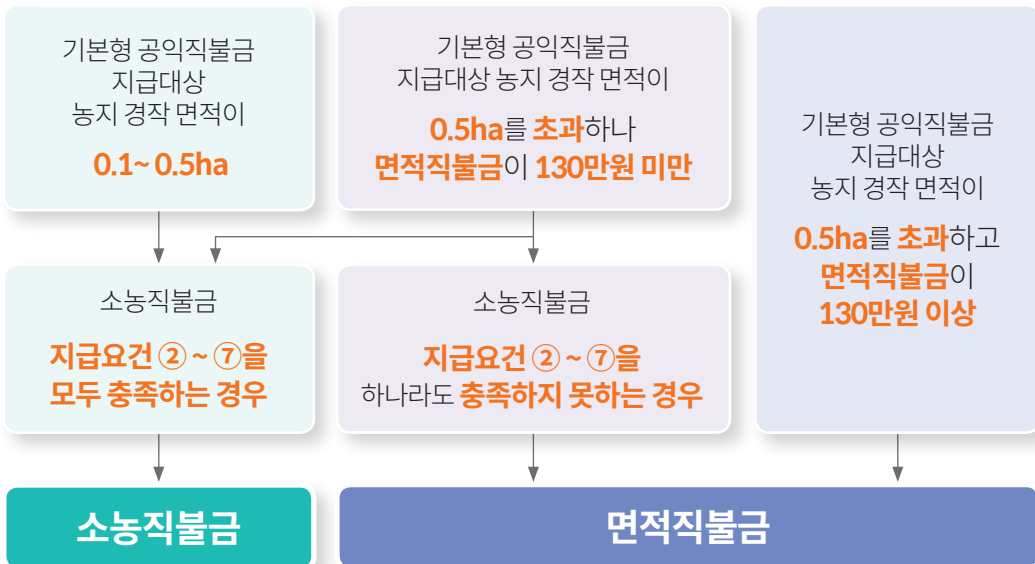 기본형 공익직불금
지급대상
농지 경작 면적이
0.1~ 0.5ha
기본형 공익직불금
지급대상 농지 경작 면적이
0.5ha를 초과하나
면적직불금이 130만원 미만
기본형 공익직불금
지급대상
농지 경작 면적이
0.5ha를 초과하고
면적직불금이
130만원 이상
소농직불금
지급요건 ② ~ ⑦을
모두 충족하는 경우
소농직불금
지급요건 ② ~ ⑦을
하나라도 충족하지 못하는 경우
소농직불금
면적직불금